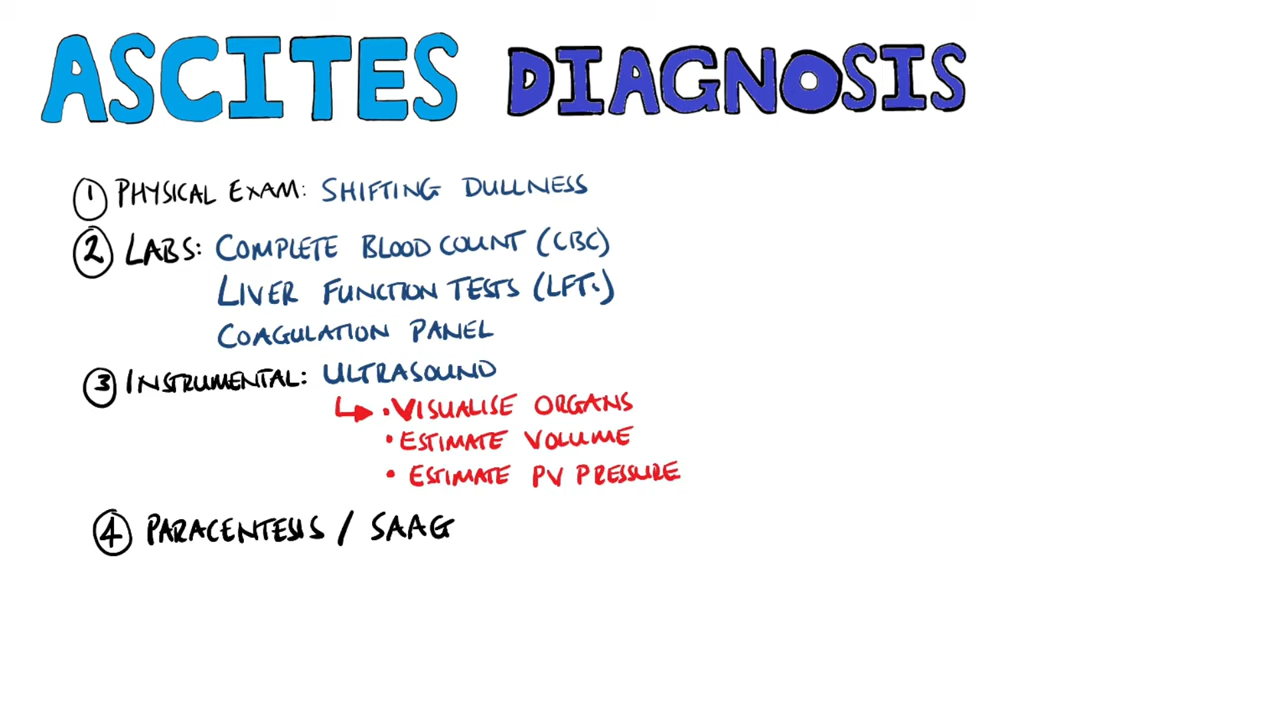 ASCITES DIAGNOSIS
1 PHYSICAL EXAM: SHIFTING DULLNESS
2 LABS: COMPLETE BLOOD COUNT (CBC)
LIVER FUNCTION TESTS (LFTs)
COAGULATION PANEL
3 INSTRUMENTAL: ULTRASOUND
↳ • VISUALISE ORGANS
• ESTIMATE VOLUME
• ESTIMATE PV PRESSURE
4 PARACENTESIS / SAAG